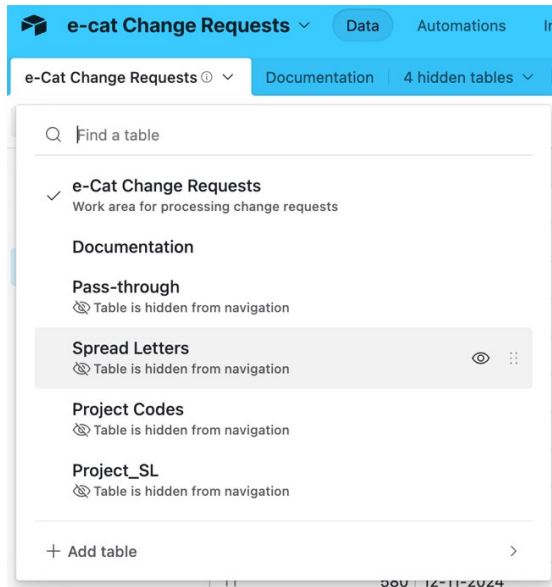 e-cat Change Requests
Data
Automations
e-Cat Change Requests
Documentation
4 hidden tables
Find a table
e-Cat Change Requests
Work area for processing change requests
Documentation
Pass-through
Table is hidden from navigation
Spread Letters
Table is hidden from navigation
Project Codes
Table is hidden from navigation
Project_SL
Table is hidden from navigation
Add table
580 12-11-2024